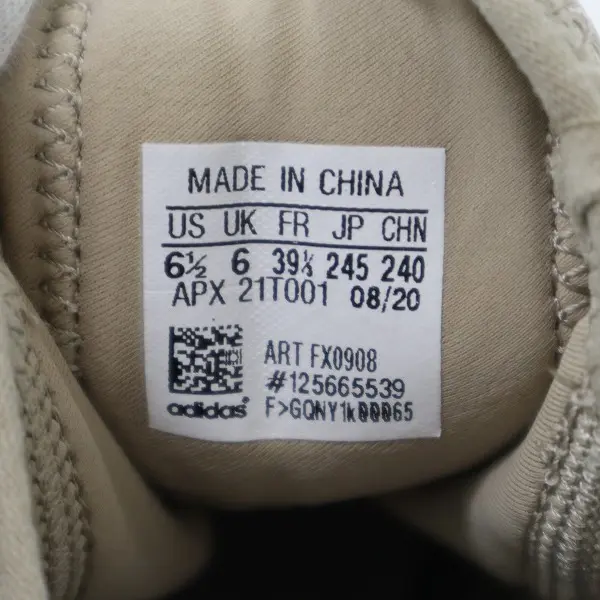 MADE IN CHINA
US UK FR JP CHN
6½ 6 39⅓ 245 240
APX 21T001 08/20
ART FX0908
#125665539
adidas